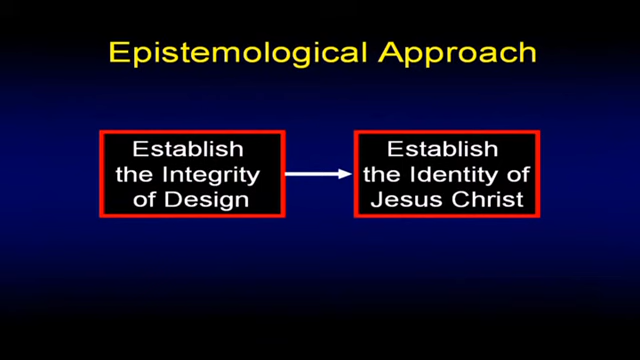 Epistemological Approach
Establish
the Integrity
of Design
Establish
the Identity of
Jesus Christ